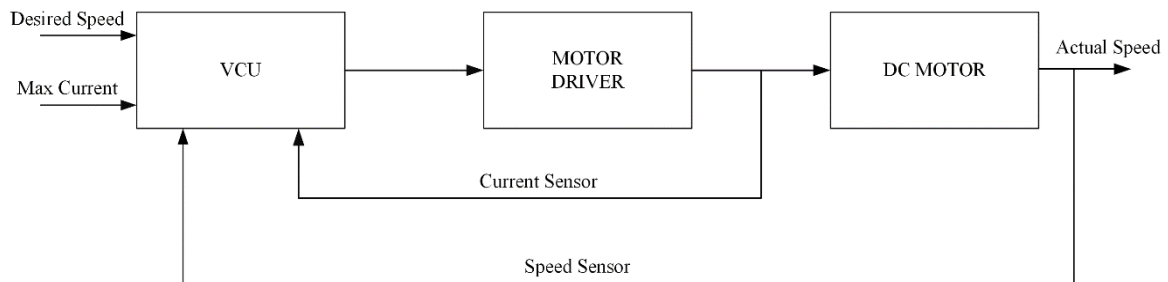 Desired Speed
Max Current
VCU
MOTOR
DRIVER
DC MOTOR
Actual Speed
Current Sensor
Speed Sensor